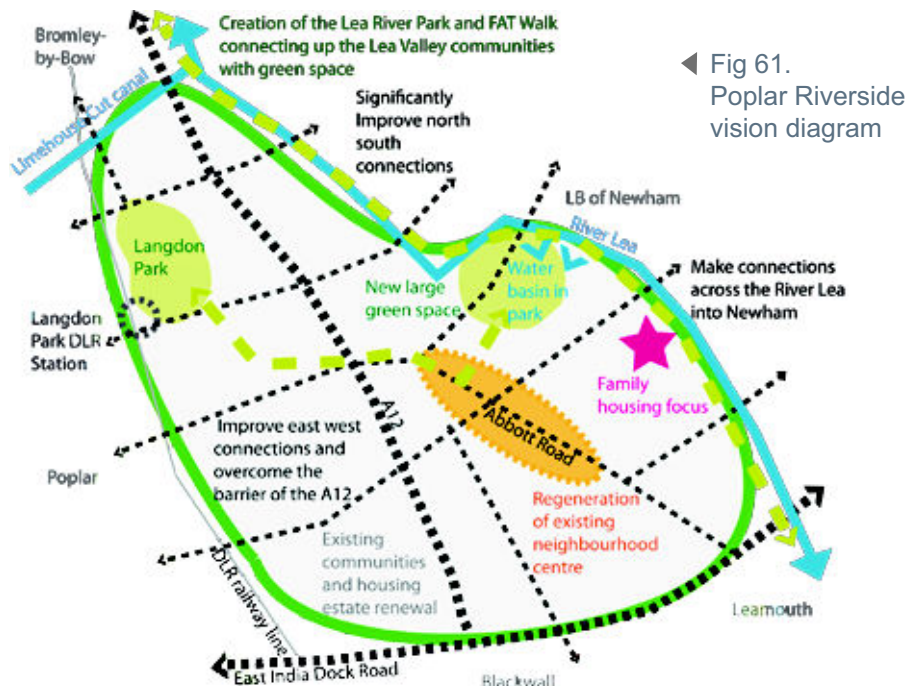 Creation of the Lea River Park and FAT Walk
connecting up the Lea Valley communities
with green space
Bromley-
by-Bow
Fig 61.
Poplar Riverside
vision diagram
Limehouse Cut canal
Significantly
Improve north
south
connections
LB of Newham
River Lea
Langdon
Park
New large
green space
Water
basin in
park
Make connections
across the River Lea
into Newham
Langdon
Park DLR
Station
Family
housing focus
A12
Abbott Road
Improve east west
connections and
overcome the
barrier of the A12
Poplar
Regeneration
of existing
neighbourhood
centre
Existing
communities
and housing
estate renewal
DLR railway line
Leamouth
East India Dock Road
Blackwall